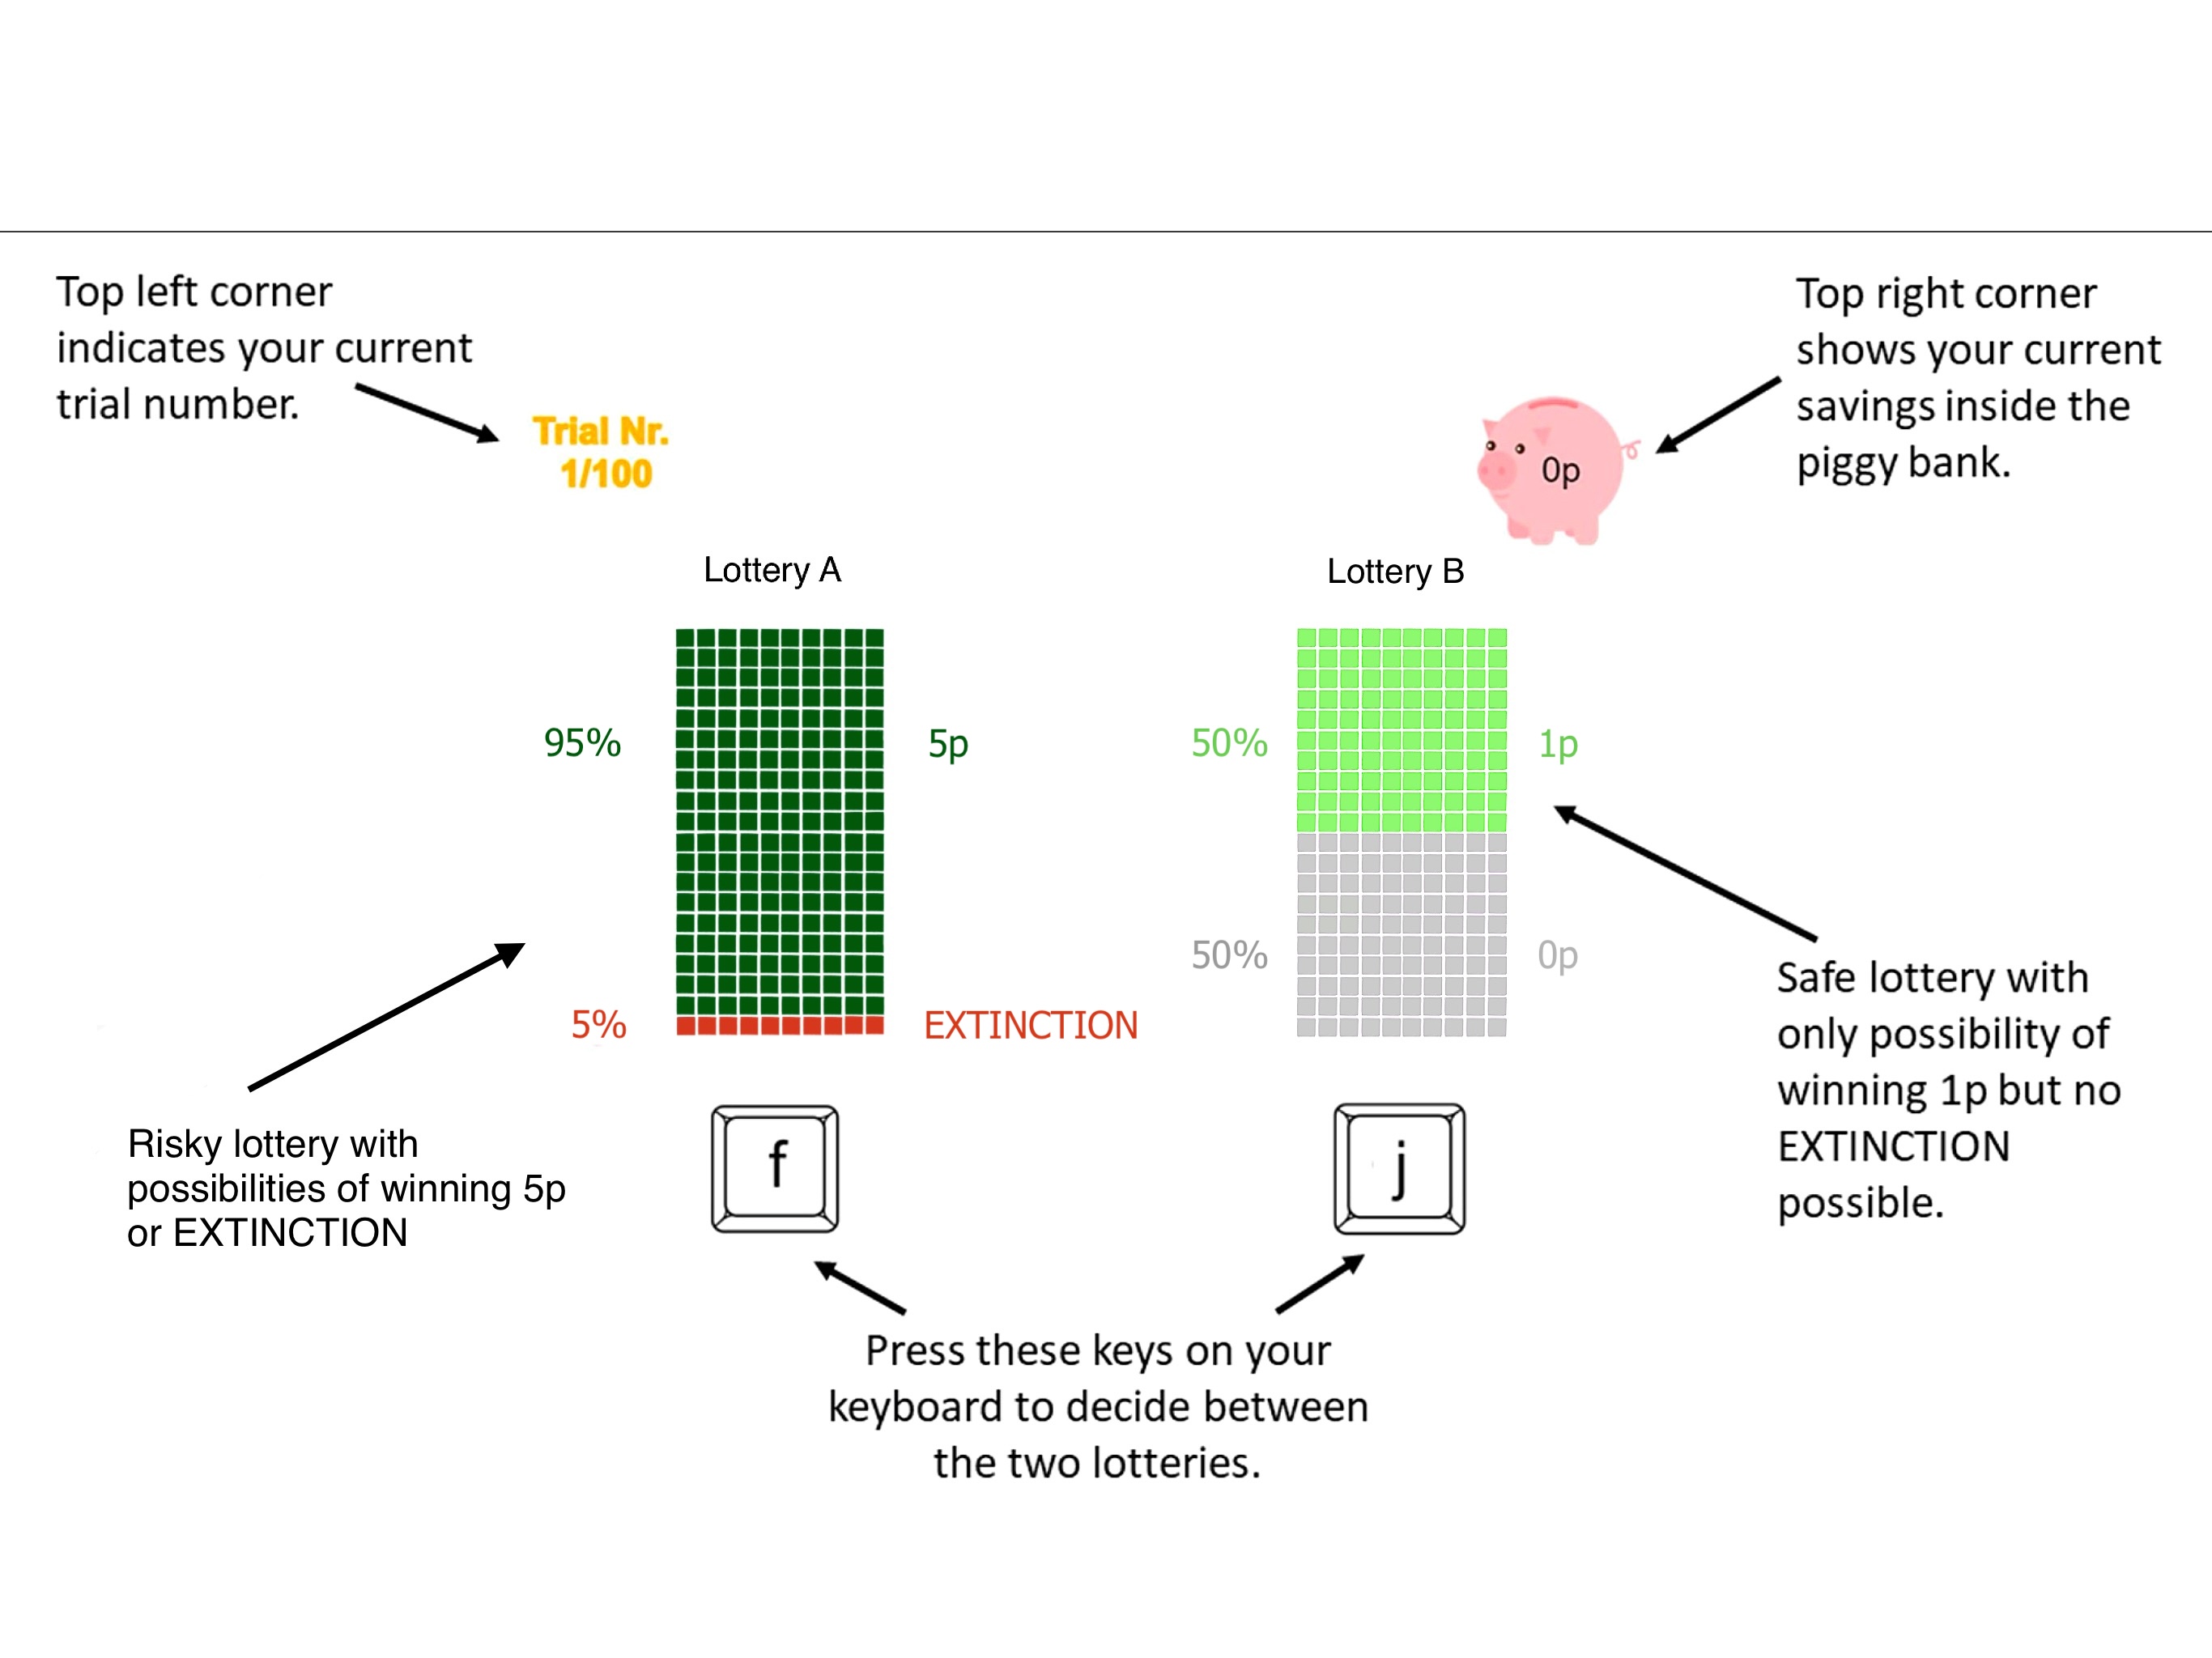 Top left corner
indicates your current
trial number.
Top right corner
shows your current
savings inside the
piggy bank.
Trial Nr.
1/100
0p
Lottery A
Lottery B
95%
5p
50%
1p
50%
0p
5%
EXTINCTION
Risky lottery with
possibilities of winning 5p
or EXTINCTION
f
j
Safe lottery with
only possibility of
winning 1p but no
EXTINCTION
possible.
Press these keys on your
keyboard to decide between
the two lotteries.